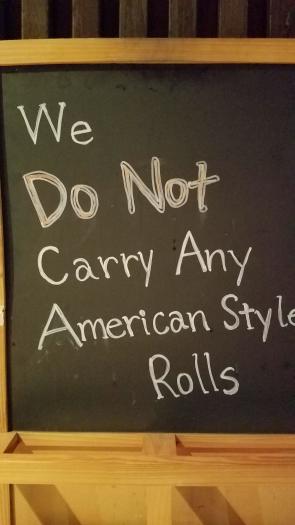 We
Do Not
Carry Any
American Style
Rolls